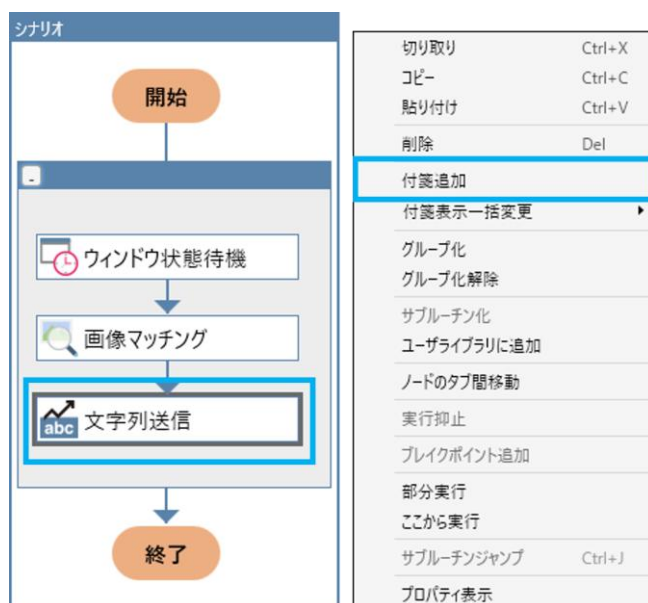 シナリオ
開始
-
ウィンドウ状態待機
画像マッチング
abc 文字列送信
終了
切り取り Ctrl+X
コピー Ctrl+C
貼り付け Ctrl+V
削除 Del
付箋追加
付箋表示一括変更
グループ化
グループ化解除
サブルーチン化
ユーザライブラリに追加
ノードのタブ間移動
実行抑止
ブレイクポイント追加
部分実行
ここから実行
サブルーチンジャンプ Ctrl+J
プロパティ表示